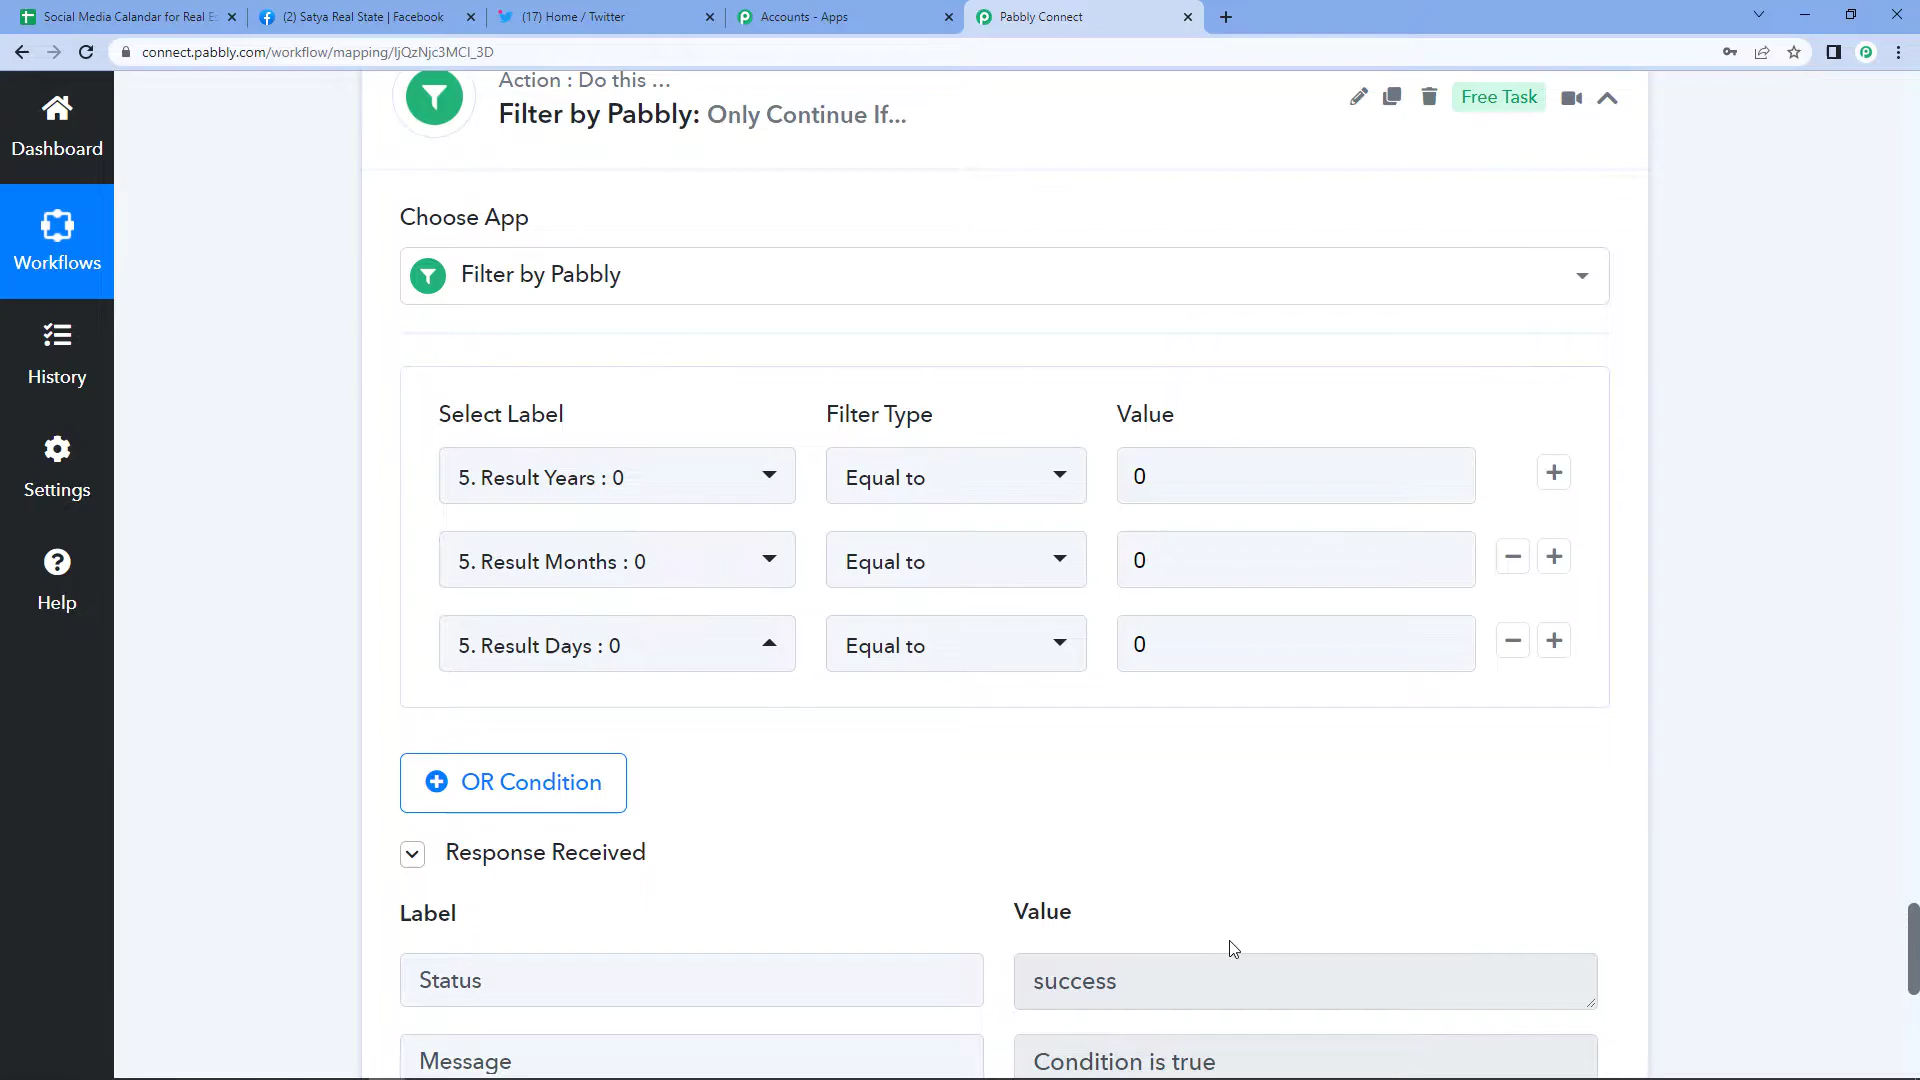 Social Media Calandar for Real Es
(2) Satya Real State | Facebook
(17) Home / Twitter
Accounts - Apps
Pabbly Connect
connect.pabbly.com/workflow/mapping/IjQzNjc3MCI_3D
Action : Do this ...
Filter by Pabbly: Only Continue If...
Free Task
Dashboard
Workflows
History
Settings
Help
Choose App
Filter by Pabbly
Select Label
Filter Type
Value
5. Result Years : 0
Equal to
0
5. Result Months : 0
Equal to
0
5. Result Days : 0
Equal to
0
OR Condition
Response Received
Label
Value
Status
success
Message
Condition is true